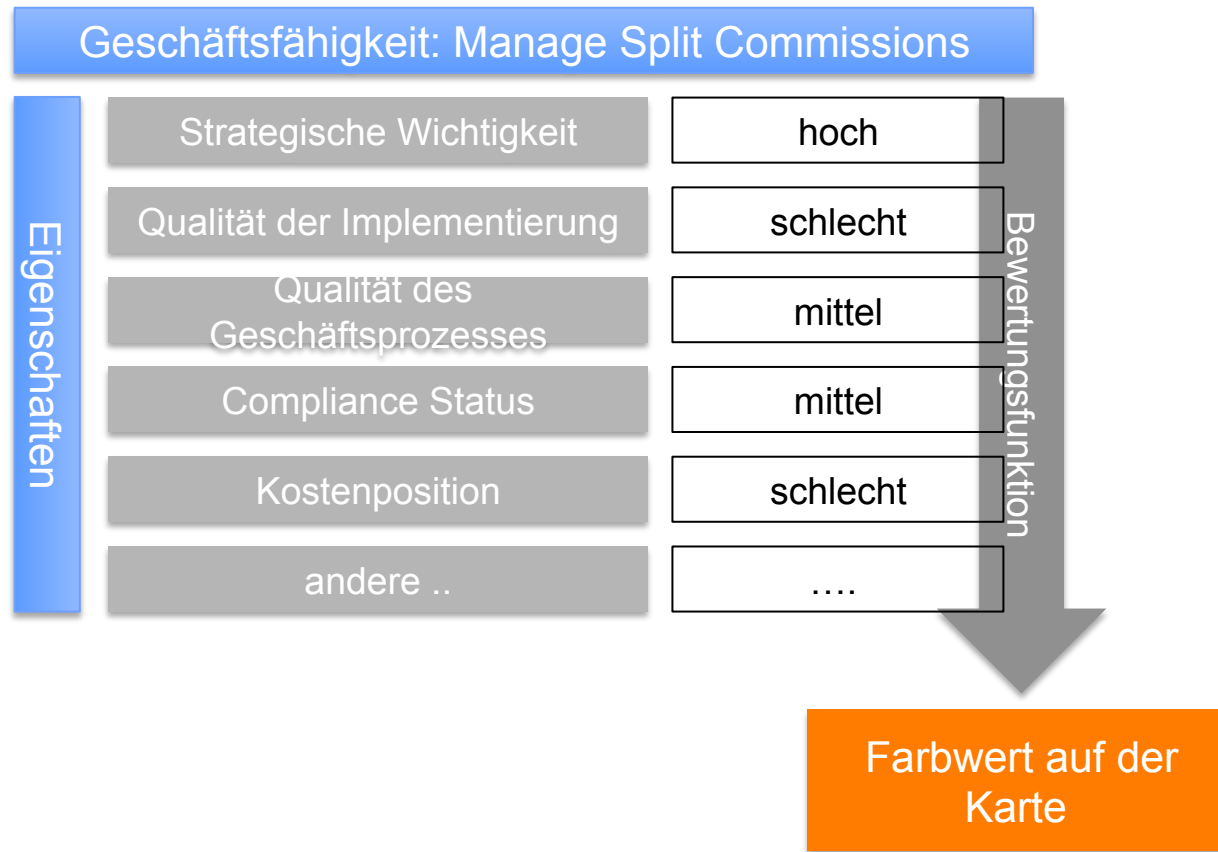 Geschäftsfähigkeit: Manage Split Commissions
Eigenschaften
Strategische Wichtigkeit
hoch
Qualität der Implementierung
schlecht
Qualität des
Geschäftsprozesses
mittel
Compliance Status
mittel
Kostenposition
schlecht
andere ..
....
Bewertungsfunktion
Farbwert auf der
Karte